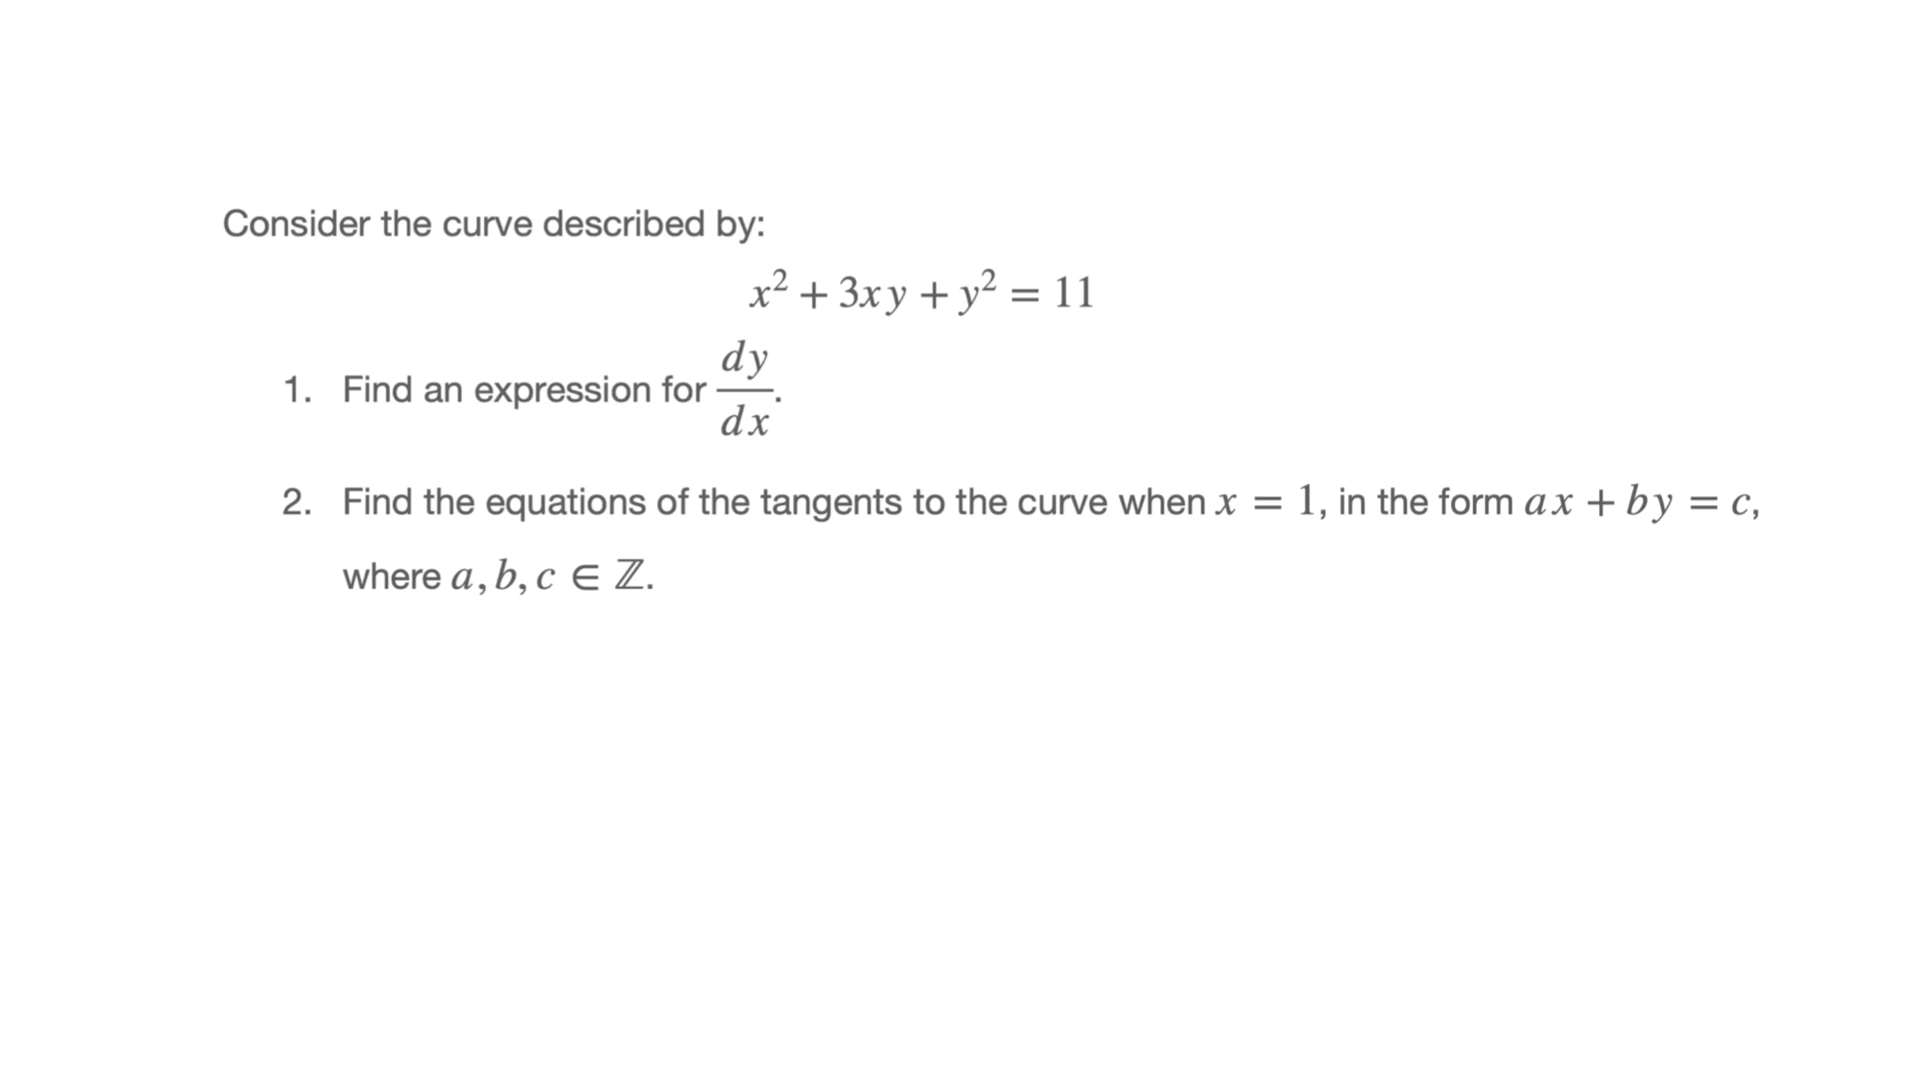 Consider the curve described by:
x² + 3xy + y² = 11
1. Find an expression for dy/dx.
2. Find the equations of the tangents to the curve when x = 1, in the form ax + by = c,
where a, b, c ∈ ℤ.